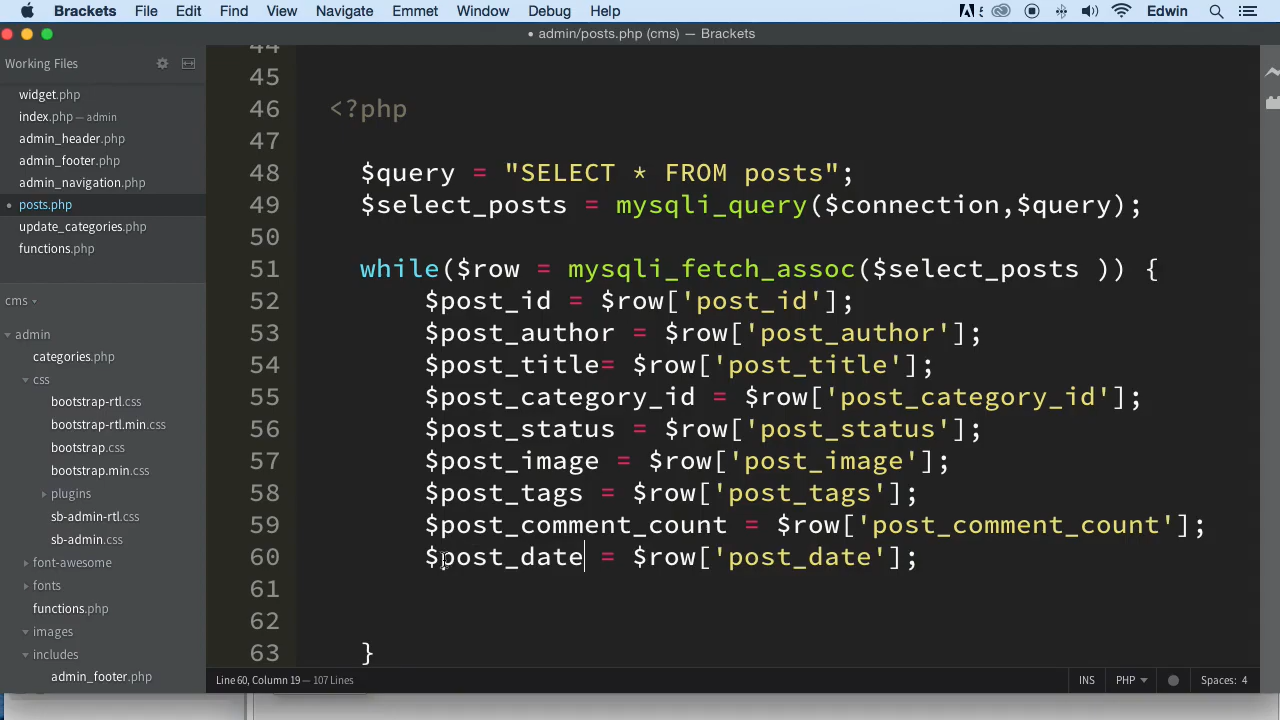 Brackets File Edit Find View Navigate Emmet Window Debug Help Edwin
• admin/posts.php (cms) — Brackets
Working Files
widget.php
index.php — admin
admin_header.php
admin_footer.php
admin_navigation.php
posts.php
update_categories.php
functions.php
cms
admin
categories.php
css
bootstrap-rtl.css
bootstrap-rtl.min.css
bootstrap.css
bootstrap.min.css
plugins
sb-admin-rtl.css
sb-admin.css
font-awesome
fonts
functions.php
images
includes
admin_footer.php
44
45
46 <?php
47
48 $query = "SELECT * FROM posts";
49 $select_posts = mysqli_query($connection,$query);
50
51 while($row = mysqli_fetch_assoc($select_posts )) {
52 $post_id = $row['post_id'];
53 $post_author = $row['post_author'];
54 $post_title= $row['post_title'];
55 $post_category_id = $row['post_category_id'];
56 $post_status = $row['post_status'];
57 $post_image = $row['post_image'];
58 $post_tags = $row['post_tags'];
59 $post_comment_count = $row['post_comment_count'];
60 $post_date = $row['post_date'];
61
62
63 }
Line 60, Column 19 — 107 Lines INS PHP Spaces: 4